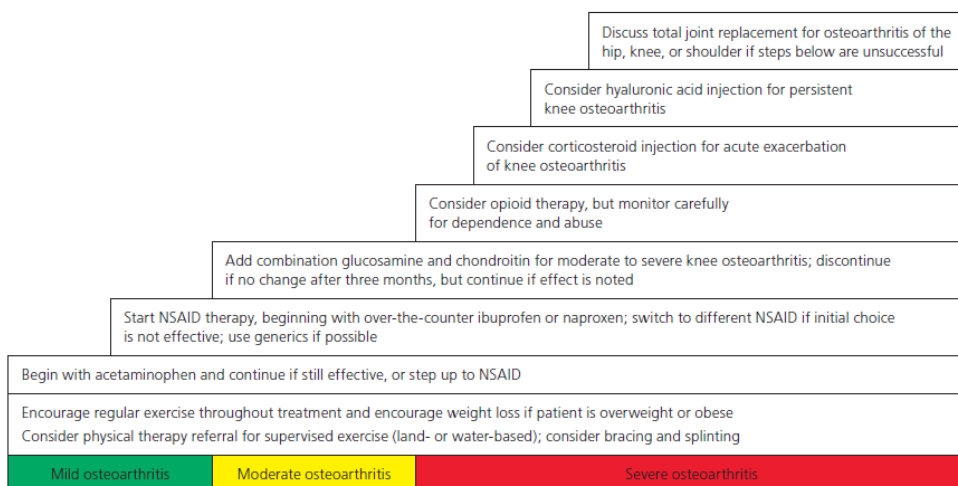 Discuss total joint replacement for osteoarthritis of the
hip, knee, or shoulder if steps below are unsuccessful
Consider hyaluronic acid injection for persistent
knee osteoarthritis
Consider corticosteroid injection for acute exacerbation
of knee osteoarthritis
Consider opioid therapy, but monitor carefully
for dependence and abuse
Add combination glucosamine and chondroitin for moderate to severe knee osteoarthritis; discontinue
if no change after three months, but continue if effect is noted
Start NSAID therapy, beginning with over-the-counter ibuprofen or naproxen; switch to different NSAID if initial choice
is not effective; use generics if possible
Begin with acetaminophen and continue if still effective, or step up to NSAID
Encourage regular exercise throughout treatment and encourage weight loss if patient is overweight or obese
Consider physical therapy referral for supervised exercise (land- or water-based); consider bracing and splinting
Mild osteoarthritis
Moderate osteoarthritis
Severe osteoarthritis